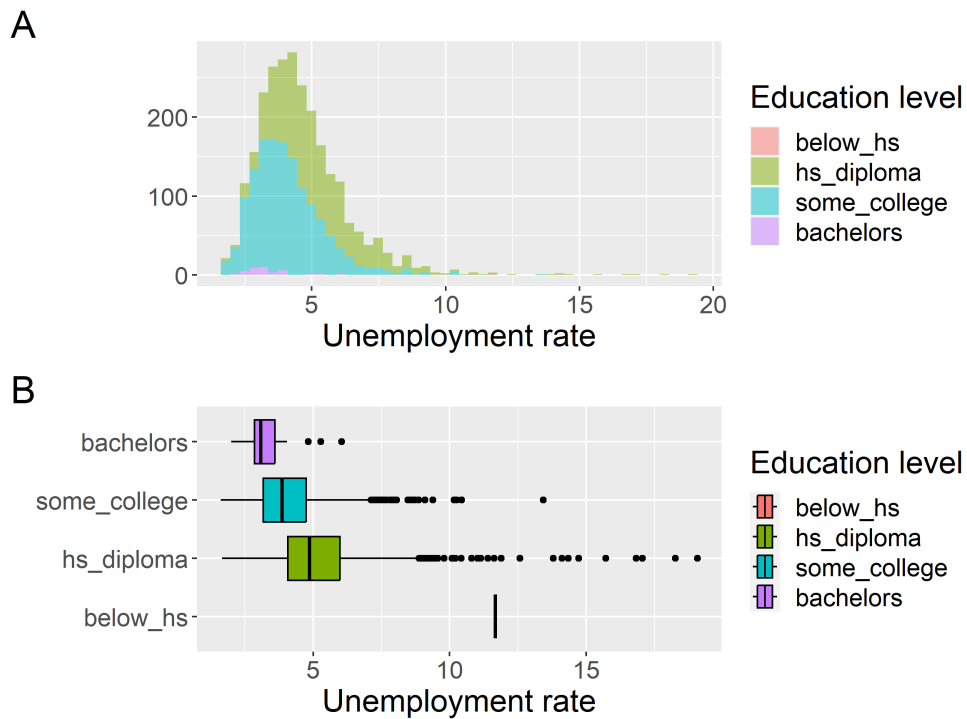 A
200
100
0
5
10
15
20
Unemployment rate
Education level
below_hs
hs_diploma
some_college
bachelors
B
bachelors
some_college
hs_diploma
below_hs
5
10
15
Unemployment rate
Education level
below_hs
hs_diploma
some_college
bachelors